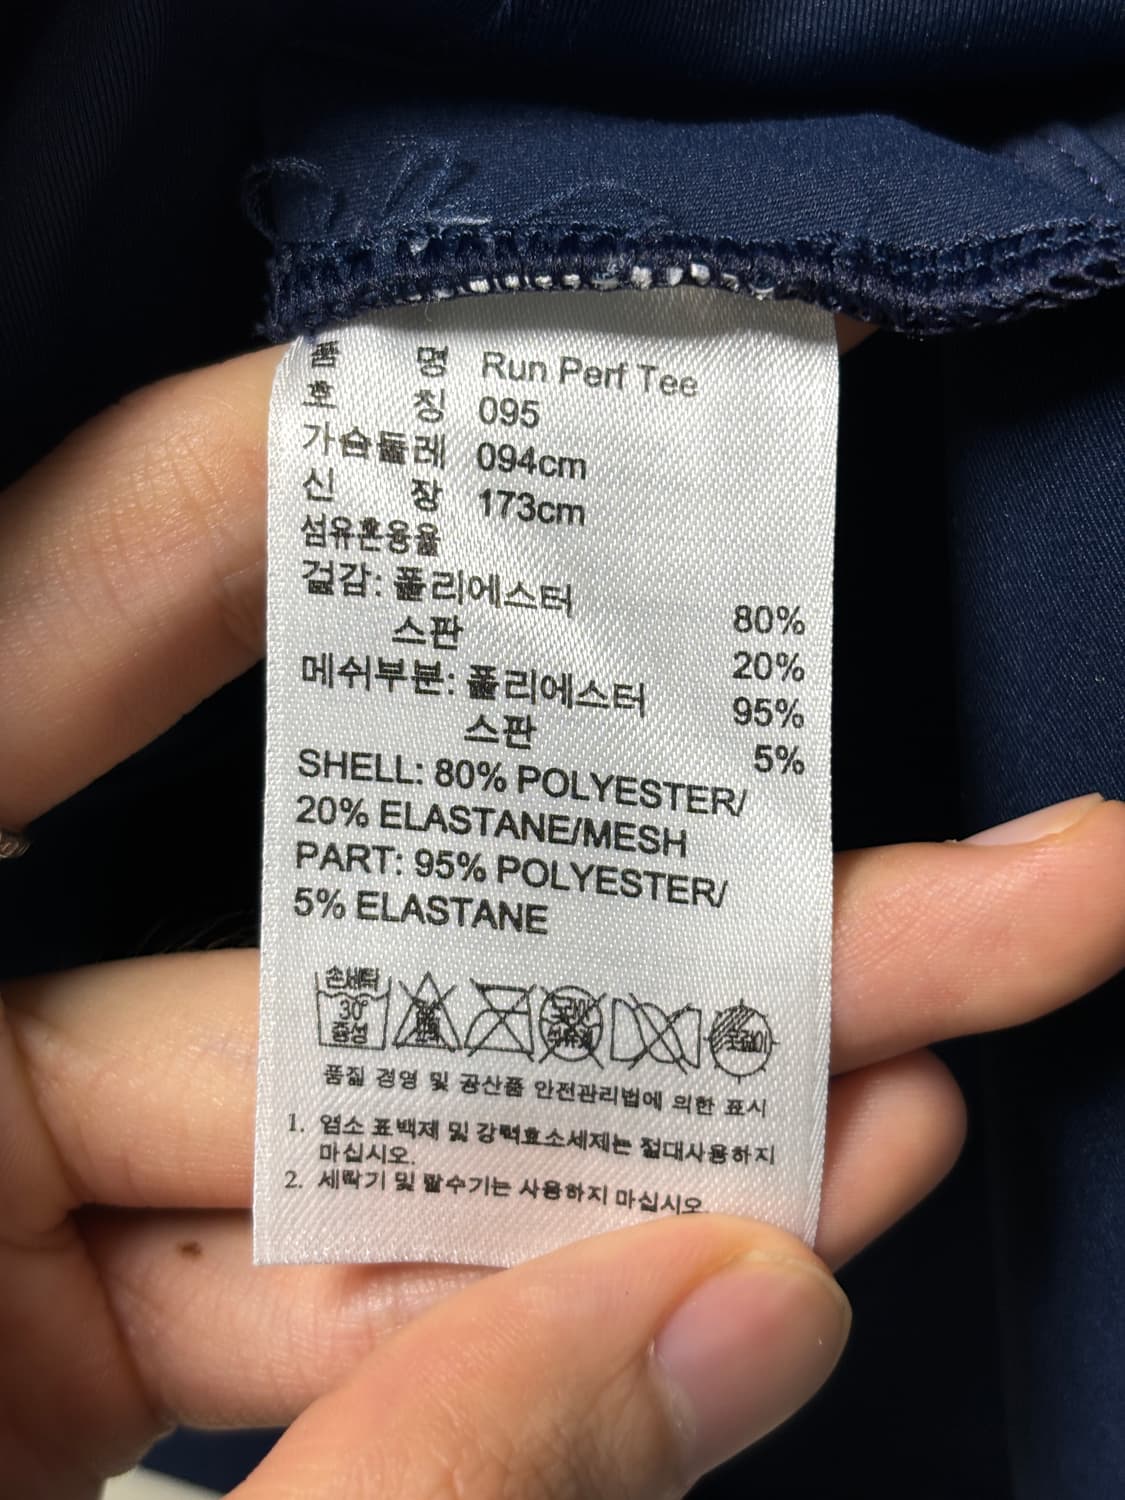 품 명 Run Perf Tee
호 칭 095
가슴둘레 094cm
신 장 173cm
섬유혼용율
겉감: 폴리에스터 80%
스판 20%
메쉬부분: 폴리에스터 95%
스판 5%
SHELL: 80% POLYESTER/
20% ELASTANE/MESH
PART: 95% POLYESTER/
5% ELASTANE
손세탁
30°
중성
품질 경영 및 공산품 안전관리법에 의한 표시
1. 염소 표백제 및 강력효소세제는 절대사용하지
마십시오.
2. 세탁기 및 탈수기는 사용하지 마십시오.